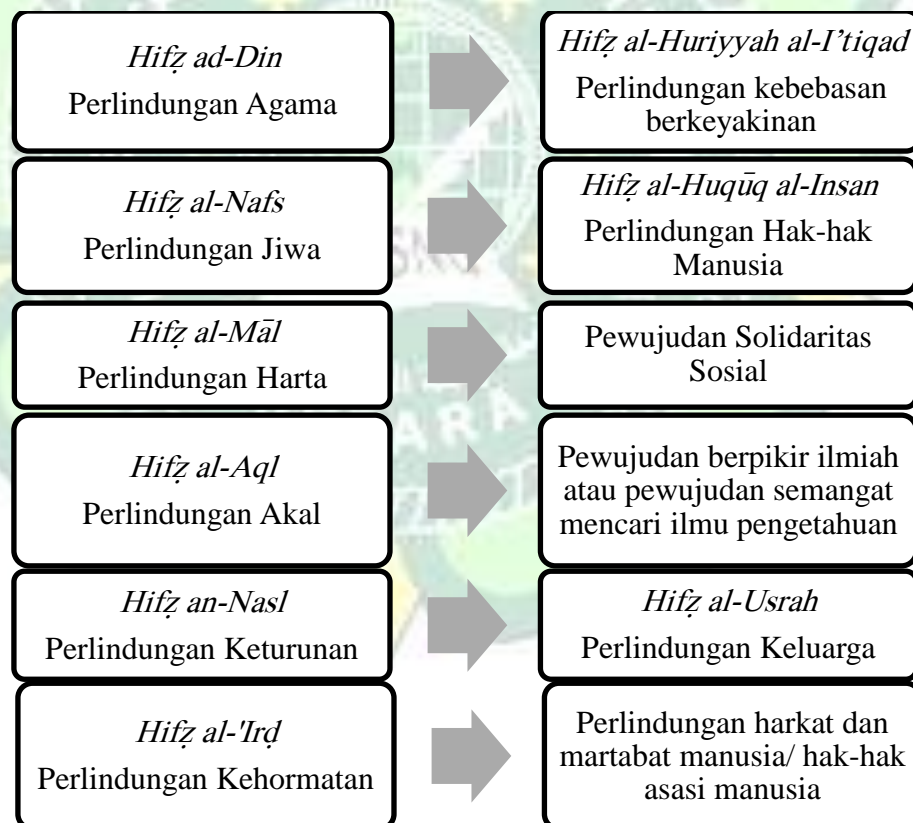 Hifẓ ad-Din
Perlindungan Agama
Hifẓ al-Huriyyah al-I’tiqad
Perlindungan kebebasan
berkeyakinan
Hifẓ al-Nafs
Perlindungan Jiwa
Hifẓ al-Huqūq al-Insan
Perlindungan Hak-hak
Manusia
Hifẓ al-Māl
Perlindungan Harta
Pewujudan Solidaritas
Sosial
Hifẓ al-Aql
Perlindungan Akal
Pewujudan berpikir ilmiah
atau pewujudan semangat
mencari ilmu pengetahuan
Hifẓ an-Nasl
Perlindungan Keturunan
Hifẓ al-Usrah
Perlindungan Keluarga
Hifẓ al-'Irḍ
Perlindungan Kehormatan
Perlindungan harkat dan
martabat manusia/ hak-hak
asasi manusia